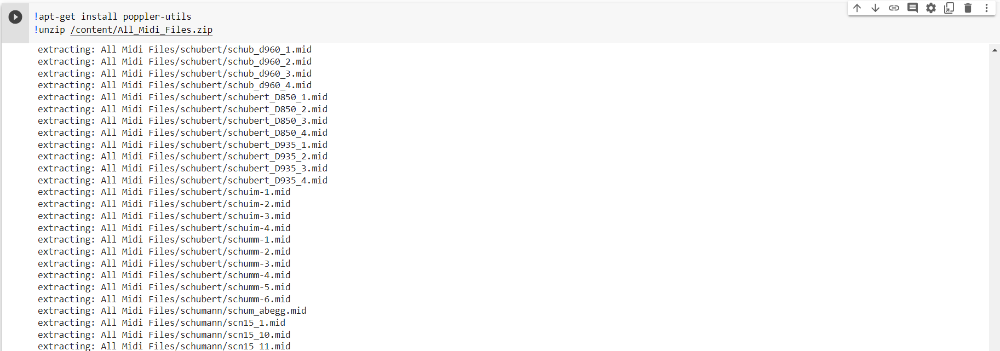 !apt-get install poppler-utils
!unzip /content/All_Midi_Files.zip
extracting: All Midi Files/schubert/schub_d960_1.mid
extracting: All Midi Files/schubert/schub_d960_2.mid
extracting: All Midi Files/schubert/schub_d960_3.mid
extracting: All Midi Files/schubert/schub_d960_4.mid
extracting: All Midi Files/schubert/schubert_D850_1.mid
extracting: All Midi Files/schubert/schubert_D850_2.mid
extracting: All Midi Files/schubert/schubert_D850_3.mid
extracting: All Midi Files/schubert/schubert_D850_4.mid
extracting: All Midi Files/schubert/schubert_D935_1.mid
extracting: All Midi Files/schubert/schubert_D935_2.mid
extracting: All Midi Files/schubert/schubert_D935_3.mid
extracting: All Midi Files/schubert/schubert_D935_4.mid
extracting: All Midi Files/schubert/schuim-1.mid
extracting: All Midi Files/schubert/schuim-2.mid
extracting: All Midi Files/schubert/schuim-3.mid
extracting: All Midi Files/schubert/schuim-4.mid
extracting: All Midi Files/schubert/schumm-1.mid
extracting: All Midi Files/schubert/schumm-2.mid
extracting: All Midi Files/schubert/schumm-3.mid
extracting: All Midi Files/schubert/schumm-4.mid
extracting: All Midi Files/schubert/schumm-5.mid
extracting: All Midi Files/schubert/schumm-6.mid
extracting: All Midi Files/schumann/schum_abegg.mid
extracting: All Midi Files/schumann/scn15_1.mid
extracting: All Midi Files/schumann/scn15_10.mid
extracting: All Midi Files/schumann/scn15_11.mid